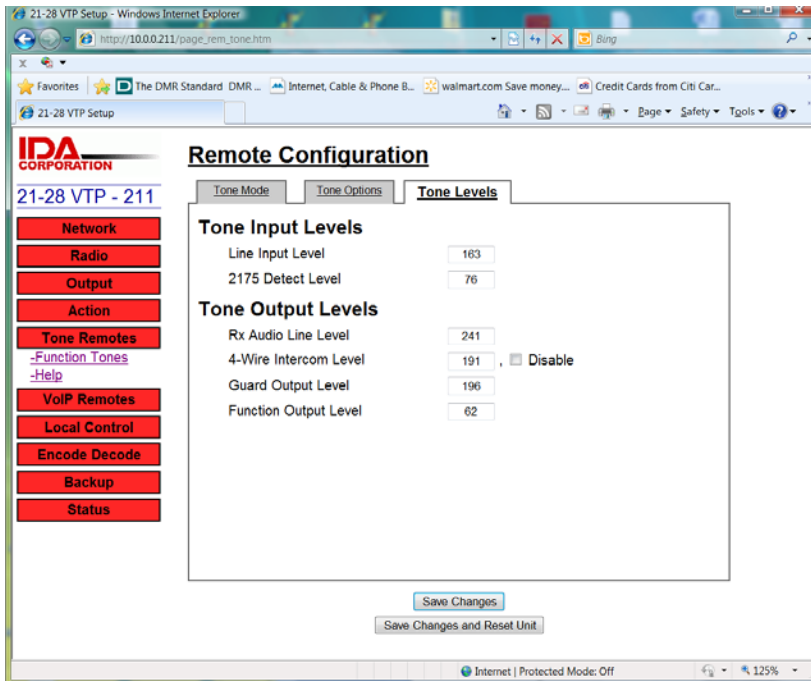 21-28 VTP Setup - Windows Internet Explorer
http://10.0.0.211/page_rem_tone.htm
Bing
x
Favorites
The DMR Standard DMR ...
Internet, Cable & Phone B...
walmart.com Save money...
Credit Cards from Citi Car...
21-28 VTP Setup
Page
Safety
Tools
IDA
CORPORATION
21-28 VTP - 211
Network
Radio
Output
Action
Tone Remotes
-Function Tones
-Help
VoIP Remotes
Local Control
Encode Decode
Backup
Status
Remote Configuration
Tone Mode
Tone Options
Tone Levels
Tone Input Levels
Line Input Level 163
2175 Detect Level 76
Tone Output Levels
Rx Audio Line Level 241
4-Wire Intercom Level 191 , Disable
Guard Output Level 196
Function Output Level 62
Save Changes
Save Changes and Reset Unit
Internet | Protected Mode: Off
125%